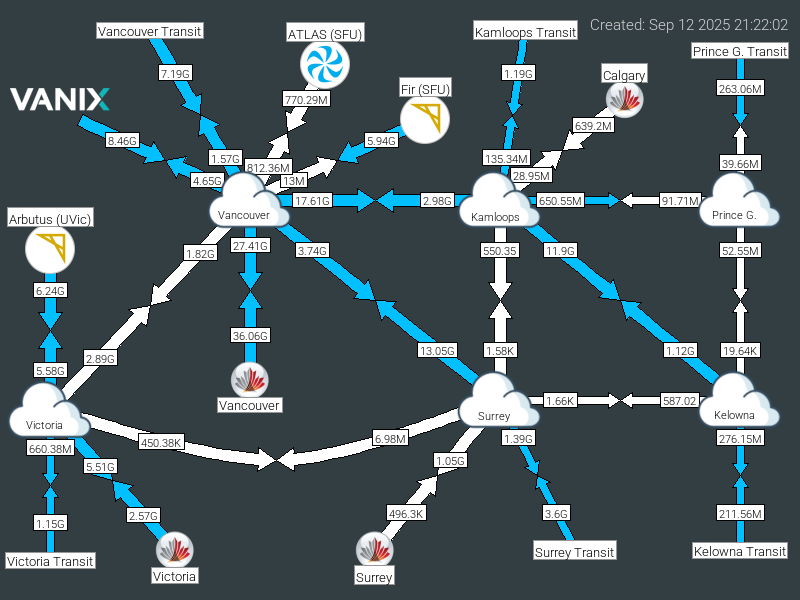 Created: Sep 12 2025 21:22:02
Vancouver Transit
ATLAS (SFU)
Kamloops Transit
Prince G. Transit
7.19G
1.19G
Calgary
263.06M
Fir (SFU)
VANIX
770.29M
639.2M
8.46G
5.94G
1.57G
135.34M
39.66M
812.36M
28.95M
4.65G
13M
17.61G
2.98G
650.55M
91.71M
Vancouver
Kamloops
Prince G.
Arbutus (UVic)
1.82G
27.41G
3.74G
550.35
11.9G
52.55M
6.24G
36.06G
2.89G
13.05G
1.58K
1.12G
19.64K
5.58G
Vancouver
1.66K
587.02
Victoria
Surrey
Kelowna
660.38M
450.38K
6.98M
1.39G
276.15M
5.51G
1.05G
1.15G
2.57G
496.3K
3.6G
211.56M
Victoria Transit
Victoria
Surrey
Surrey Transit
Kelowna Transit